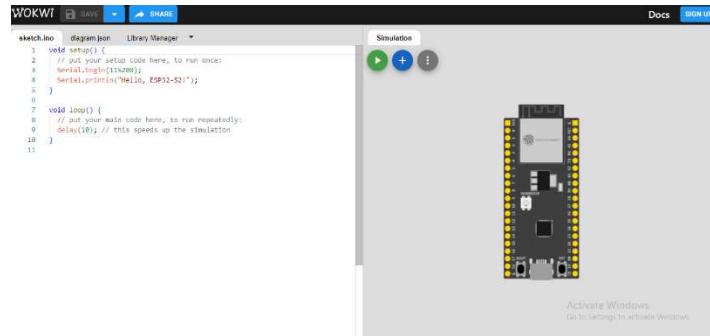 WOKWI SAVE SHARE Docs SIGN UP
sketch.ino diagram.json Library Manager Simulation
1 void setup() {
2 // put your setup code here, to run once:
3 Serial.begin(115200);
4 Serial.println("Hello, ESP32-S2!");
5 }
6
7 void loop() {
8 // put your main code here, to run repeatedly:
9 delay(10); // this speeds up the simulation
10 }
11
Activate Windows
Go to Settings to activate Windows.